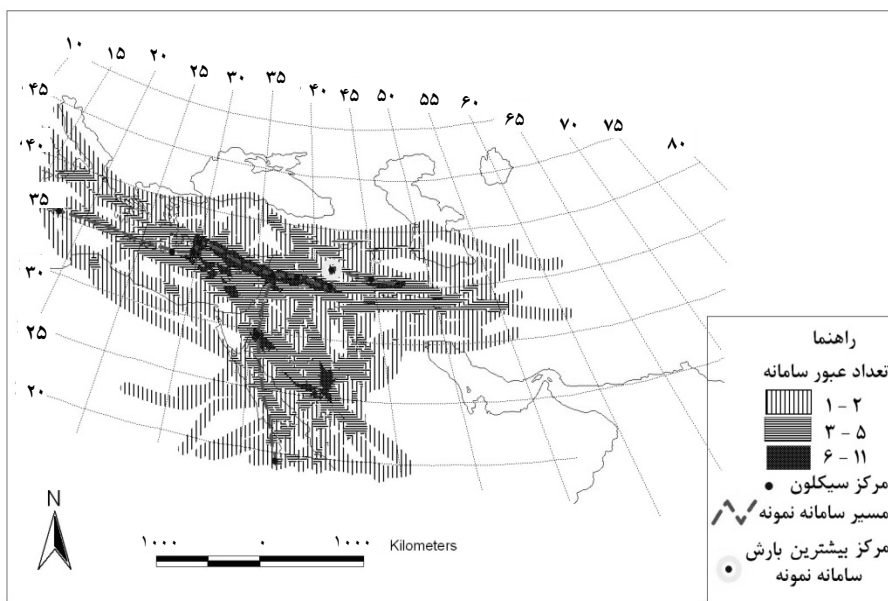 ۱۰ ۱۵ ۲۰ ۲۵ ۳۰ ۳۵ ۴۰ ۴۵ ۵۰ ۵۵ ۶۰ ۶۵ ۷۰ ۷۵ ۸۰
۴۵
۴۰
۳۵
۳۰
۲۵
۲۰
N
۱۰۰۰ ۰ ۱۰۰۰ Kilometers
راهنما
تعداد عبور سامانه
۱ - ۲
۳ - ۵
۶ - ۱۱
مرکز سیکلون
مسیر سامانه نمونه
مرکز بیشترین بارش
سامانه نمونه